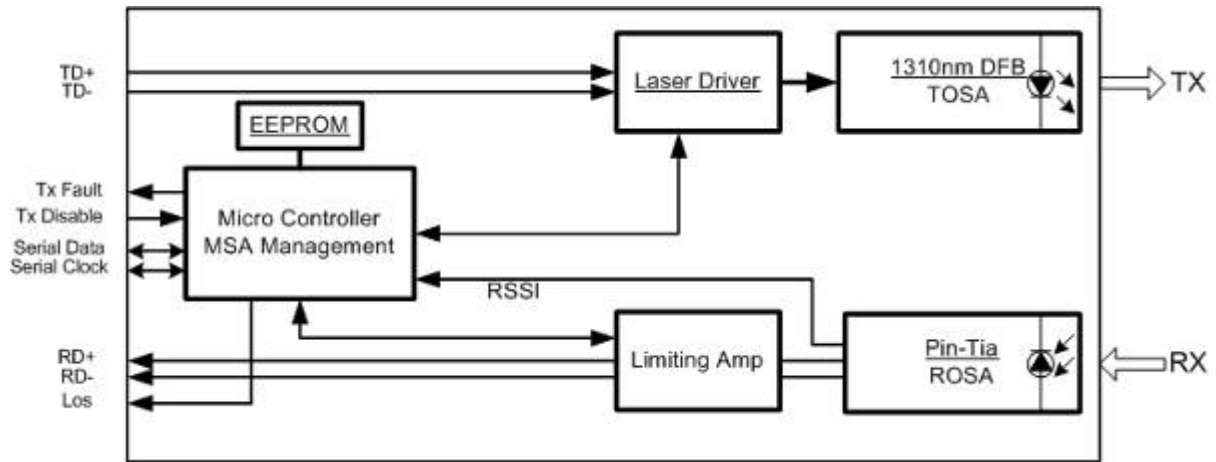 TD+
TD-
EEPROM
Laser Driver
1310nm DFB
TOSA
TX
Tx Fault
Tx Disable
Serial Data
Serial Clock
Micro Controller
MSA Management
RSSI
RD+
RD-
Los
Limiting Amp
Pin-Tia
ROSA
RX